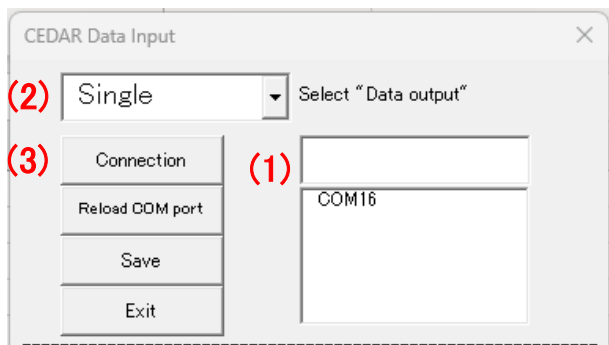 CEDAR Data Input
(2) Single Select "Data output"
(3) Connection (1)
COM16
Reload COM port
Save
Exit